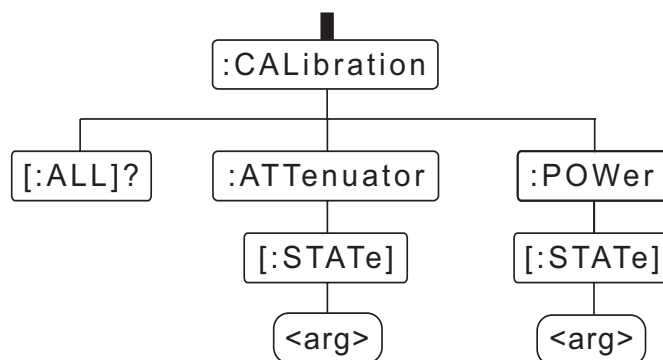 :CALibration
[:ALL]? :ATTenuator :POWer
[:STATe] [:STATe]
<arg> <arg>